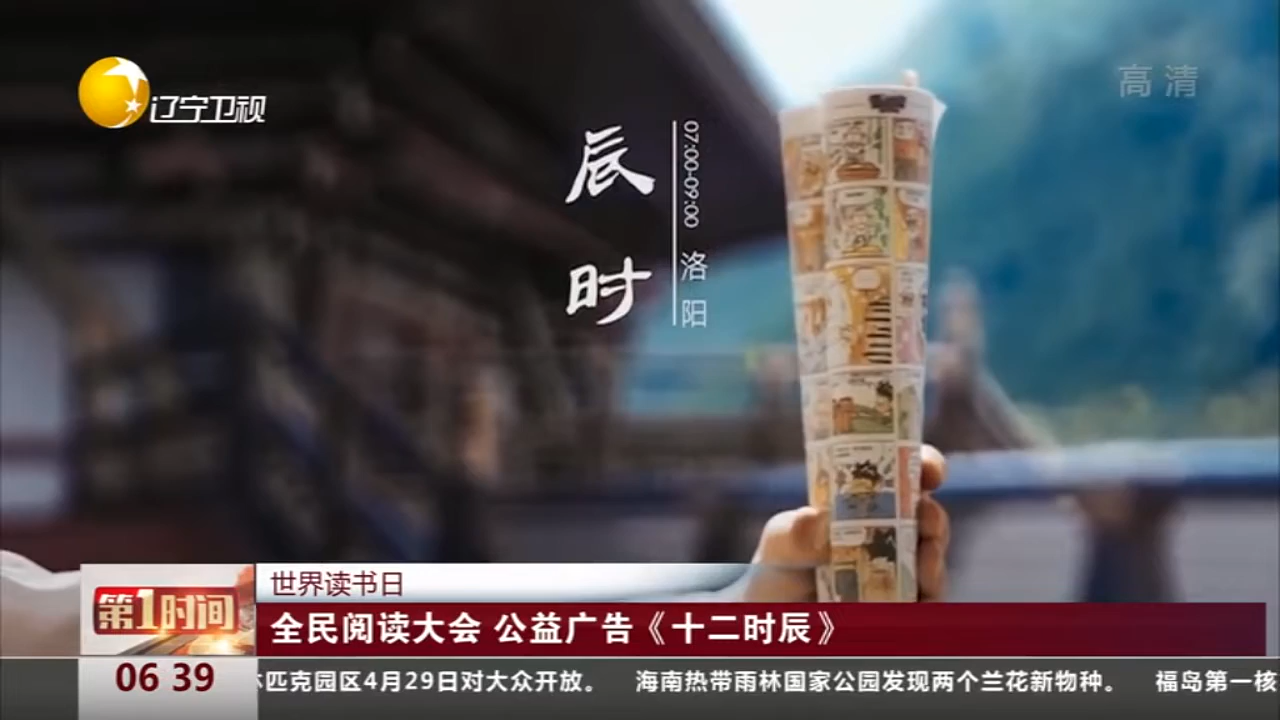 辽宁卫视
高清
辰时
07:00-09:00 洛阳
世界读书日
第1时间
全民阅读大会 公益广告《十二时辰》
06 39
匹克园区4月29日对大众开放。 海南热带雨林国家公园发现两个兰花新物种。 福岛第一核